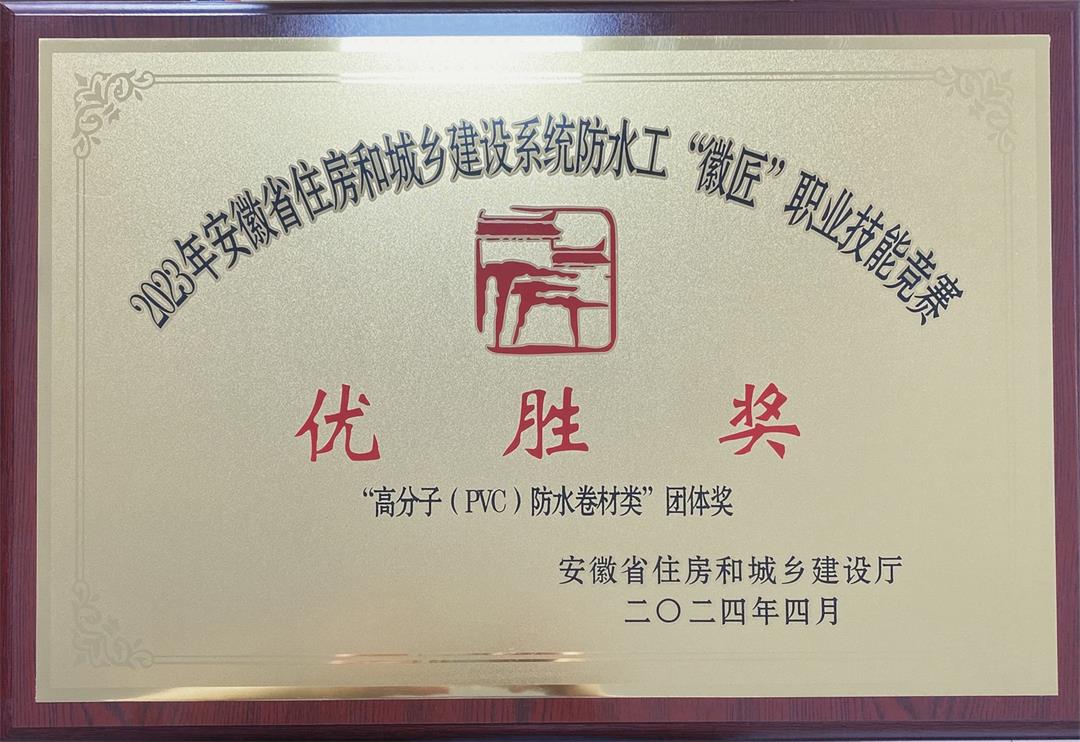 2023年安徽省住房和城乡建设系统防水工“徽匠”职业技能竞赛
优胜奖
“高分子（PVC）防水卷材类”团体奖
安徽省住房和城乡建设厅
二〇二四年四月